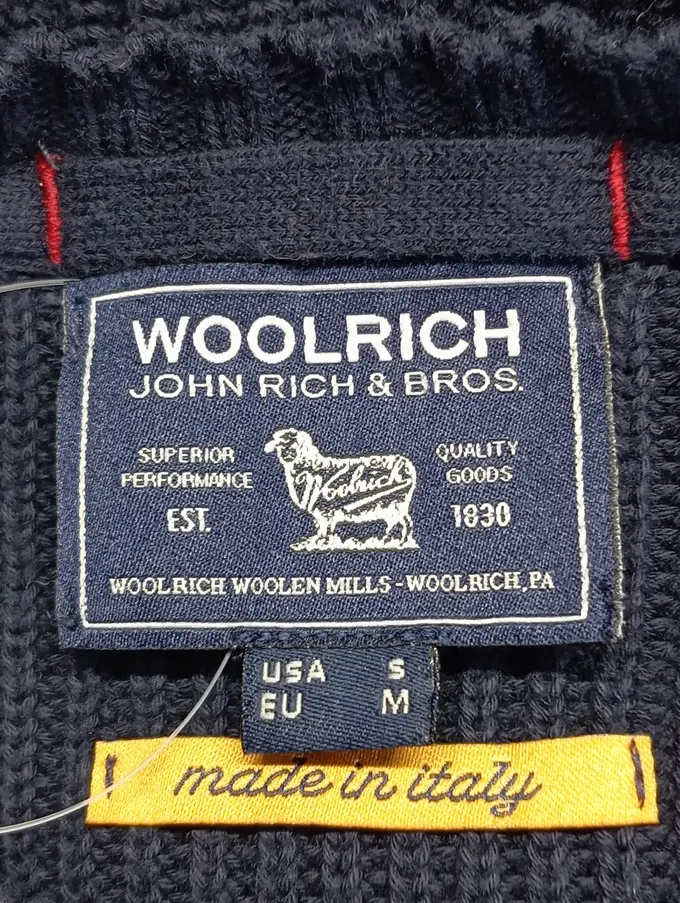 WOOLRICH
JOHN RICH & BROS.
SUPERIOR
PERFORMANCE
EST.
Woolrich
QUALITY
GOODS
1830
WOOLRICH WOOLEN MILLS-WOOLRICH, PA
USA S
EU M
made in italy